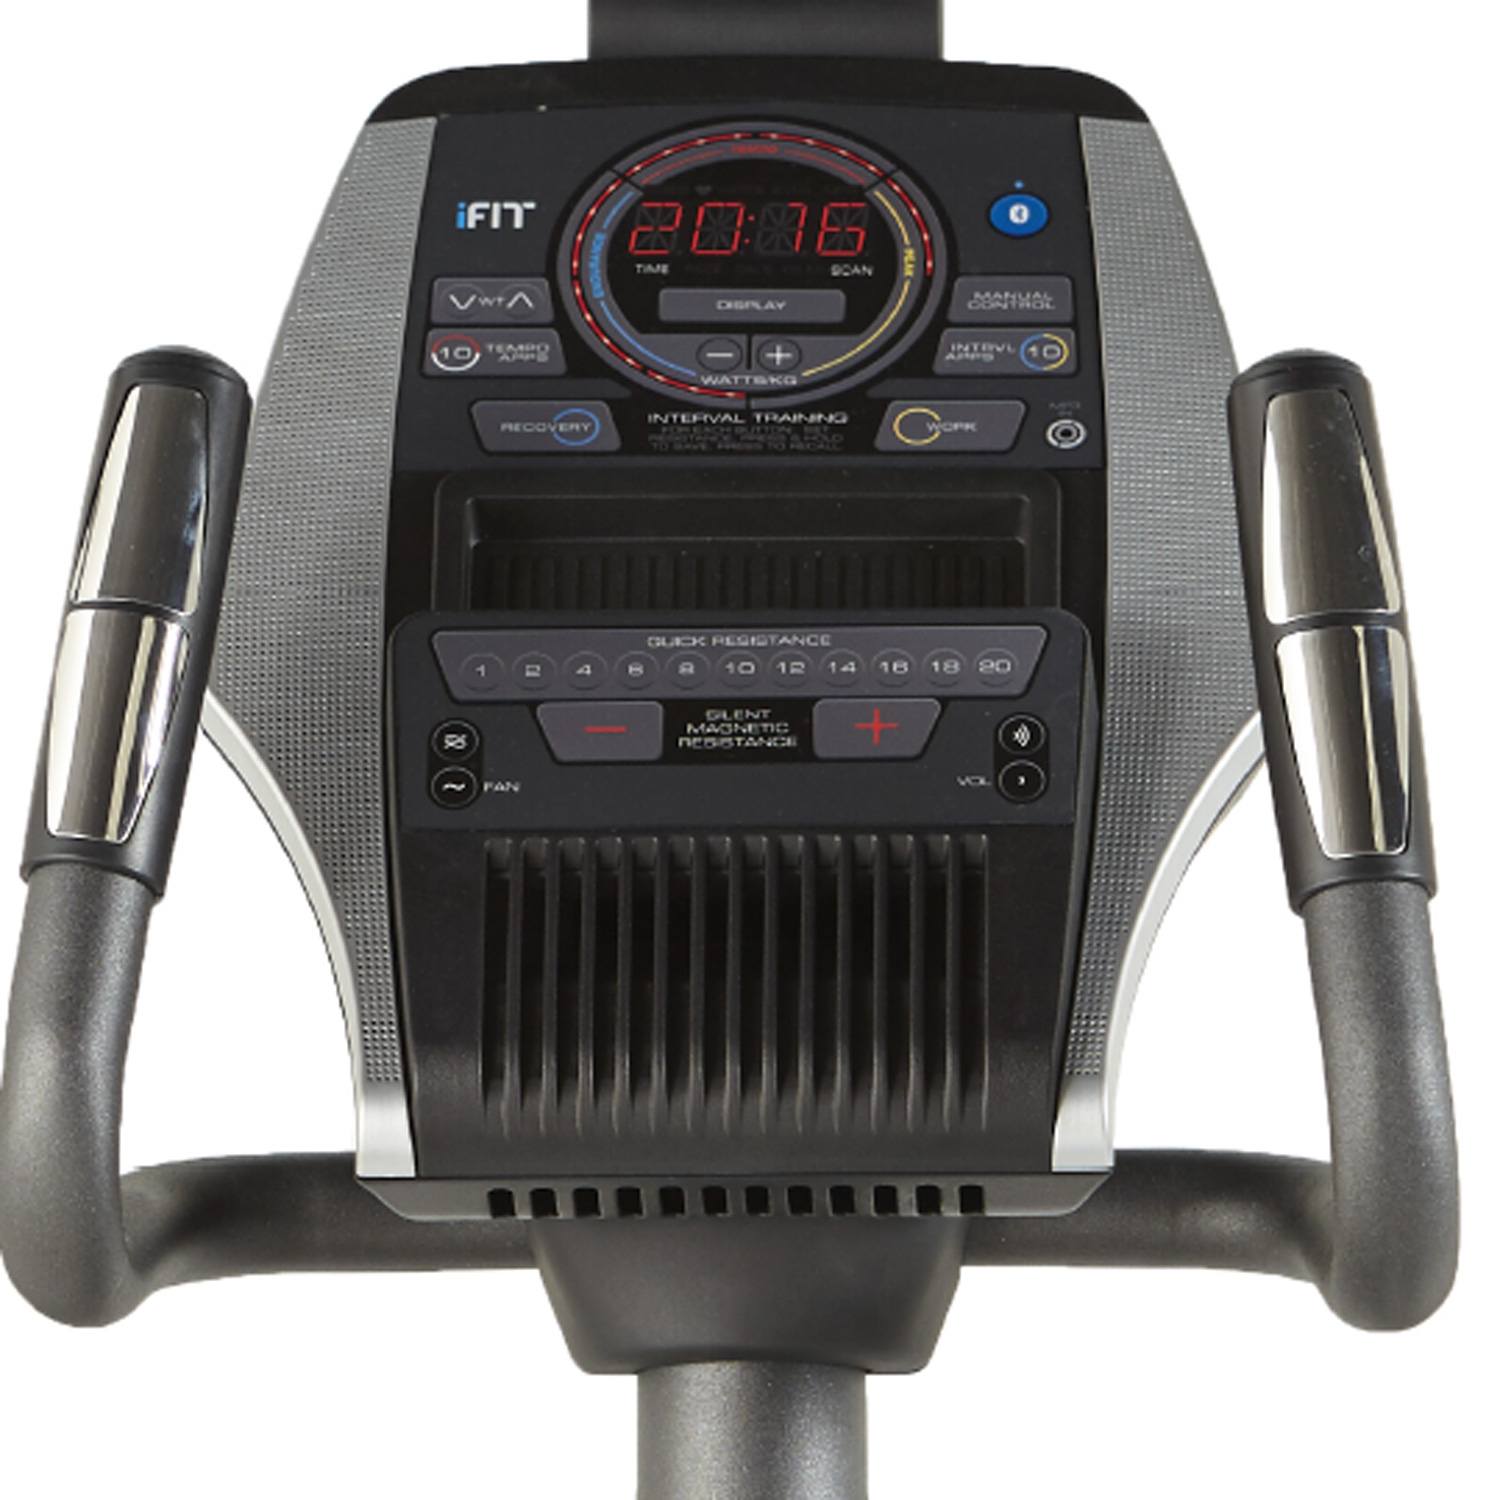 iFIT
TEMPO
20:16
TIME
SCAN
ENDURANCE
PEAK
DISPLAY
WT
MANUAL
CONTROL
10 TEMPO
APPS
INTRVL
APPS 10
WATTS/KG
RECOVERY
INTERVAL TRAINING
FOR EACH BUTTON, SET
RESISTANCE, PRESS & HOLD
TO SAVE. PRESS TO RECALL
WORK
MP3
IN
QUICK RESISTANCE
1 2 4 6 8 10 12 14 16 18 20
SILENT
MAGNETIC
RESISTANCE
FAN
VOL